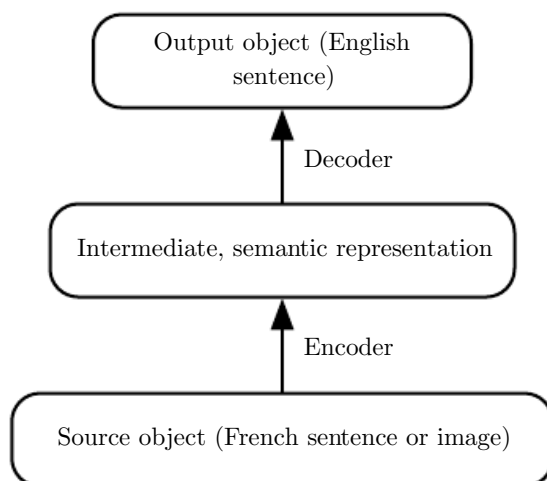 Output object (English
sentence)
Decoder
Intermediate, semantic representation
Encoder
Source object (French sentence or image)